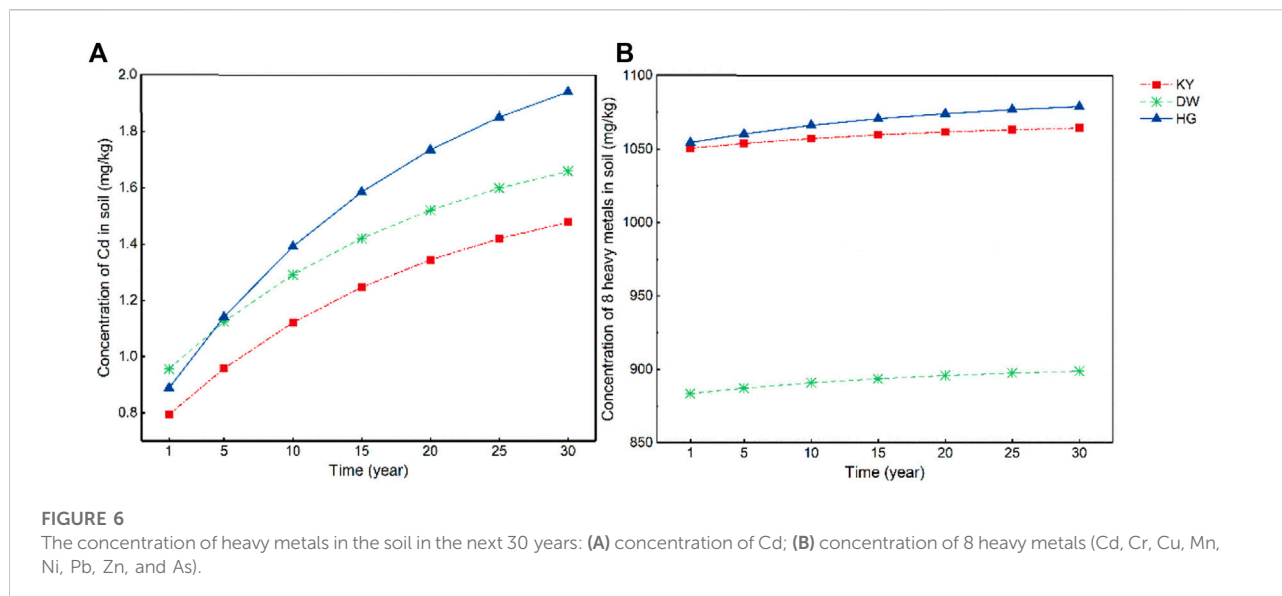 A
B
Concentration of Cd in soil (mg/kg)
2.0
1.8
1.6
1.4
1.2
1.0
0.8
1 5 10 15 20 25 30
Time (year)
Concentration of 8 heavy metals in soil (mg/kg)
1100
1050
1000
950
900
850
1 5 10 15 20 25 30
Time (year)
KY
DW
HG
FIGURE 6
The concentration of heavy metals in the soil in the next 30 years: (A) concentration of Cd; (B) concentration of 8 heavy metals (Cd, Cr, Cu, Mn,
Ni, Pb, Zn, and As).